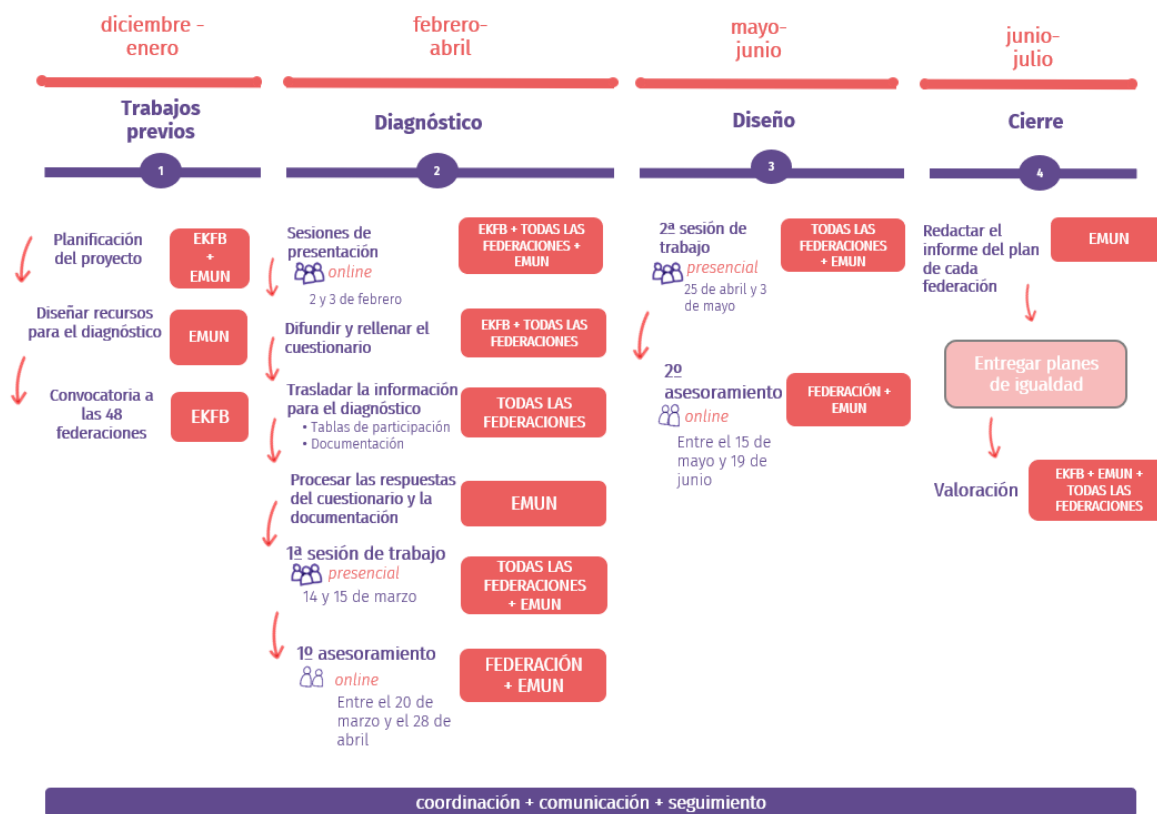 diciembre -
enero
Trabajos
previos
1
Planificación
del proyecto
EKFB
+
EMUN
Diseñar recursos
para el diagnóstico
EMUN
Convocatoria a
las 48
federaciones
EKFB
febrero-
abril
Diagnóstico
2
Sesiones de
presentación
online
2 y 3 de febrero
EKFB + TODAS LAS
FEDERACIONES +
EMUN
Difundir y rellenar el
cuestionario
EKFB + TODAS LAS
FEDERACIONES
Trasladar la información
para el diagnóstico
• Tablas de participación
• Documentación
TODAS LAS
FEDERACIONES
Procesar las respuestas
del cuestionario y la
documentación
EMUN
1ª sesión de trabajo
presencial
14 y 15 de marzo
TODAS LAS
FEDERACIONES
+ EMUN
1º asesoramiento
online
Entre el 20 de
marzo y el 28 de
abril
FEDERACIÓN
+ EMUN
mayo-
junio
Diseño
3
2ª sesión de
trabajo
presencial
25 de abril y 3
de mayo
TODAS LAS
FEDERACIONES
+ EMUN
2º
asesoramiento
online
Entre el 15 de
mayo y 19 de
junio
FEDERACIÓN +
EMUN
junio-
julio
Cierre
4
Redactar el
informe del plan
de cada
federación
EMUN
Entregar planes
de igualdad
Valoración
EKFB + EMUN +
TODAS LAS
FEDERACIONES
coordinación + comunicación + seguimiento